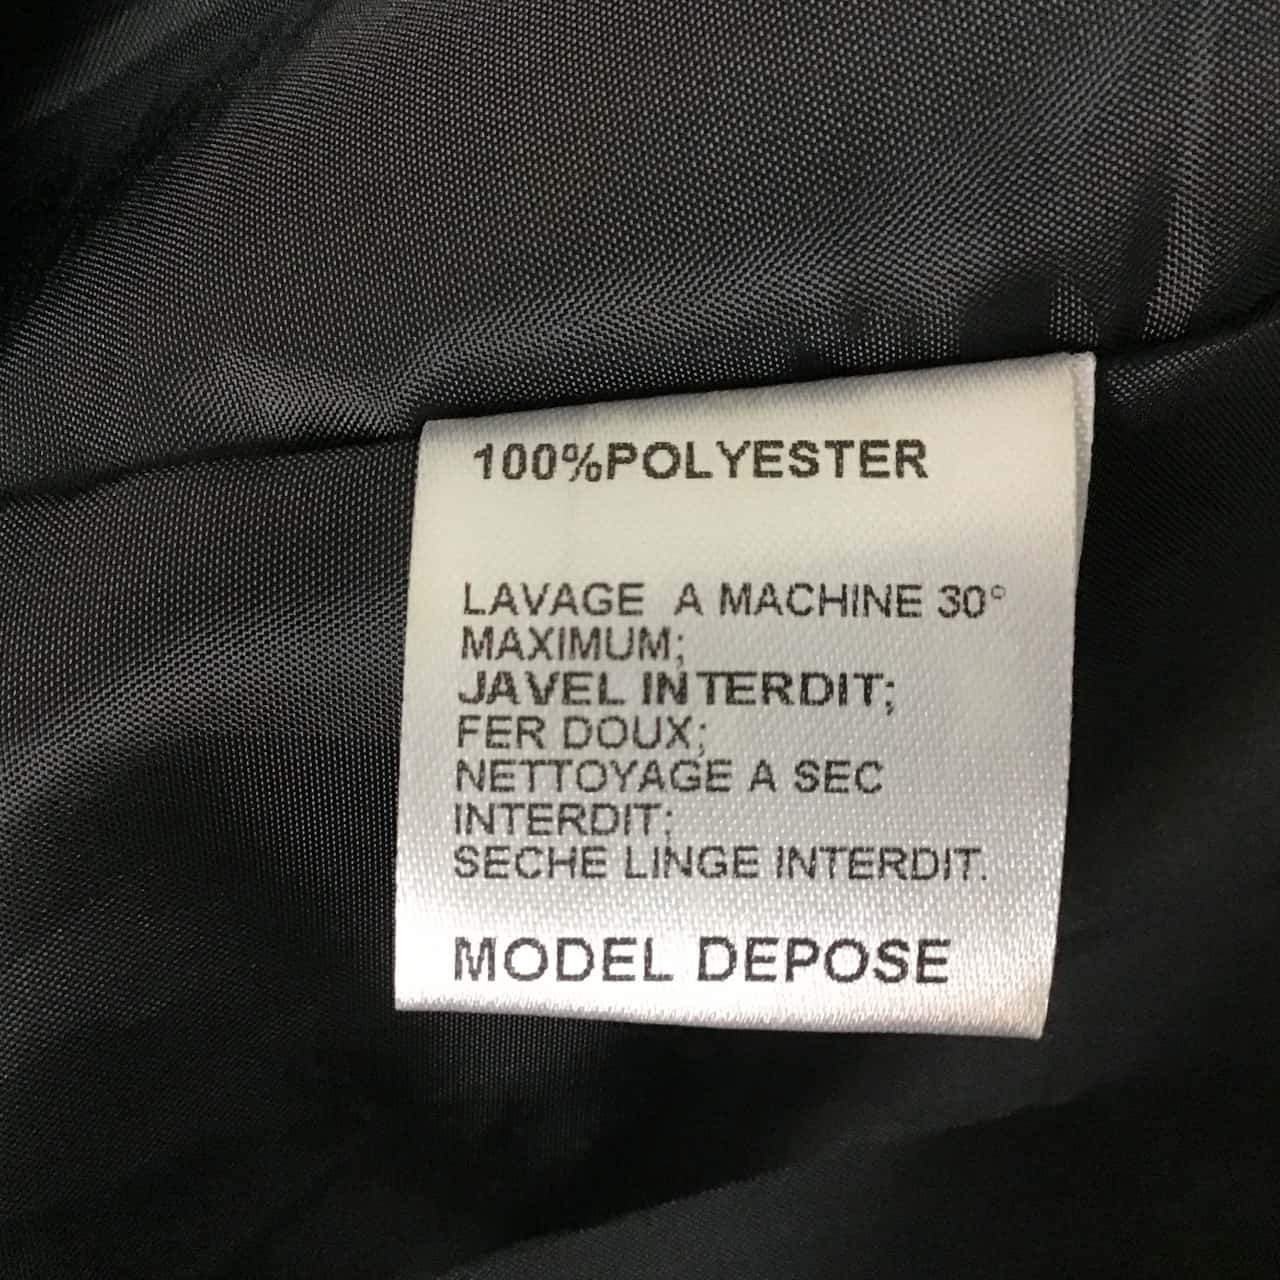 100%POLYESTER
LAVAGE A MACHINE 30°
MAXIMUM;
JAVEL INTERDIT;
FER DOUX;
NETTOYAGE A SEC
INTERDIT;
SECHE LINGE INTERDIT.
MODEL DEPOSE